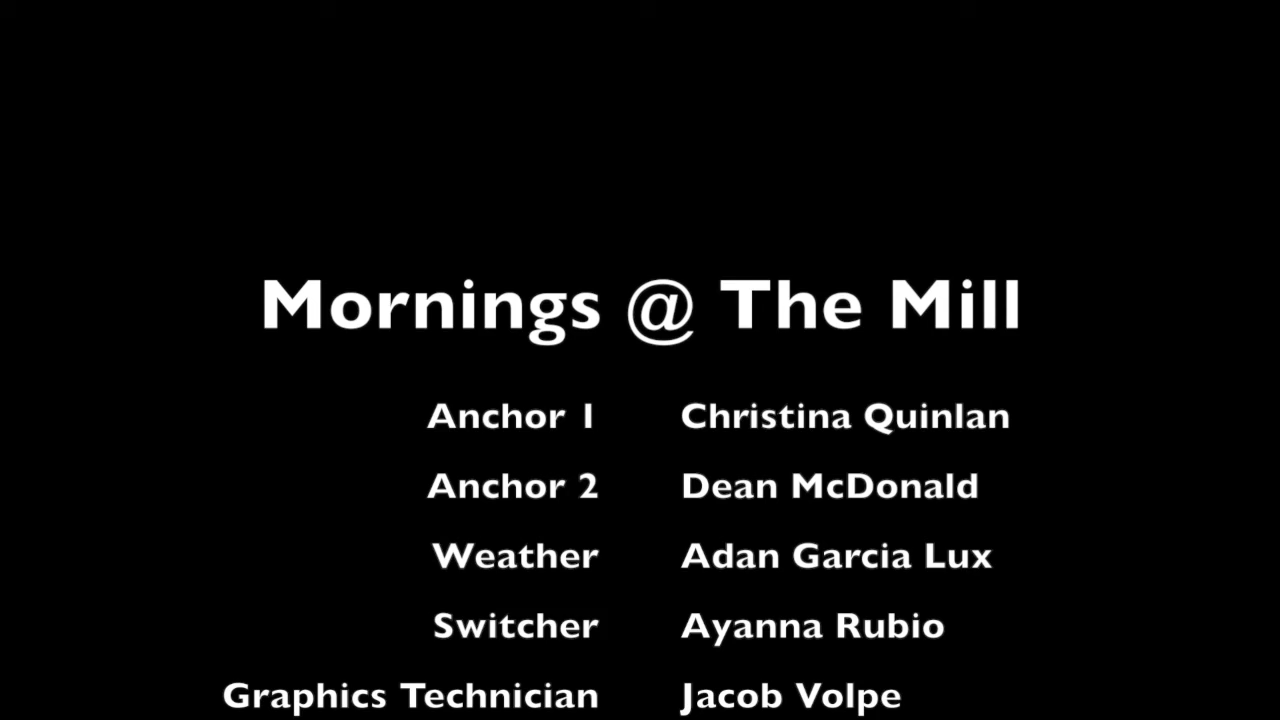 Mornings @ The Mill
Anchor 1 Christina Quinlan
Anchor 2 Dean McDonald
Weather Adan Garcia Lux
Switcher Ayanna Rubio
Graphics Technician Jacob Volpe